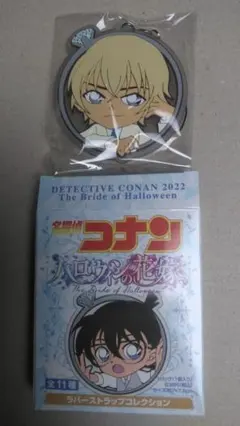 DETECTIVE CONAN 2022
The Bride of Halloween
名探偵
コナン
ハロウィンの花嫁
The Bride of Halloween
全11種
ラバーストラップコレクション